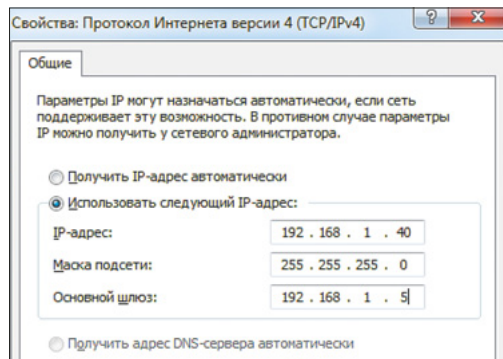 Свойства: Протокол Интернета версии 4 (TCP/IPv4)
Общие
Параметры IP могут назначаться автоматически, если сеть
поддерживает эту возможность. В противном случае параметры
IP можно получить у сетевого администратора.
Получить IP-адрес автоматически
Использовать следующий IP-адрес:
IP-адрес: 192 . 168 . 1 . 40
Маска подсети: 255 . 255 . 255 . 0
Основной шлюз: 192 . 168 . 1 . 5
Получить адрес DNS-сервера автоматически